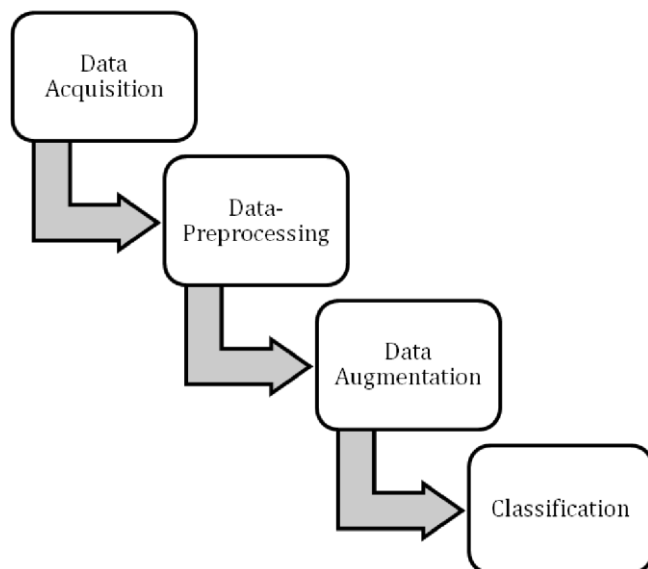 Data
Acquisition
Data-
Preprocessing
Data
Augmentation
Classification